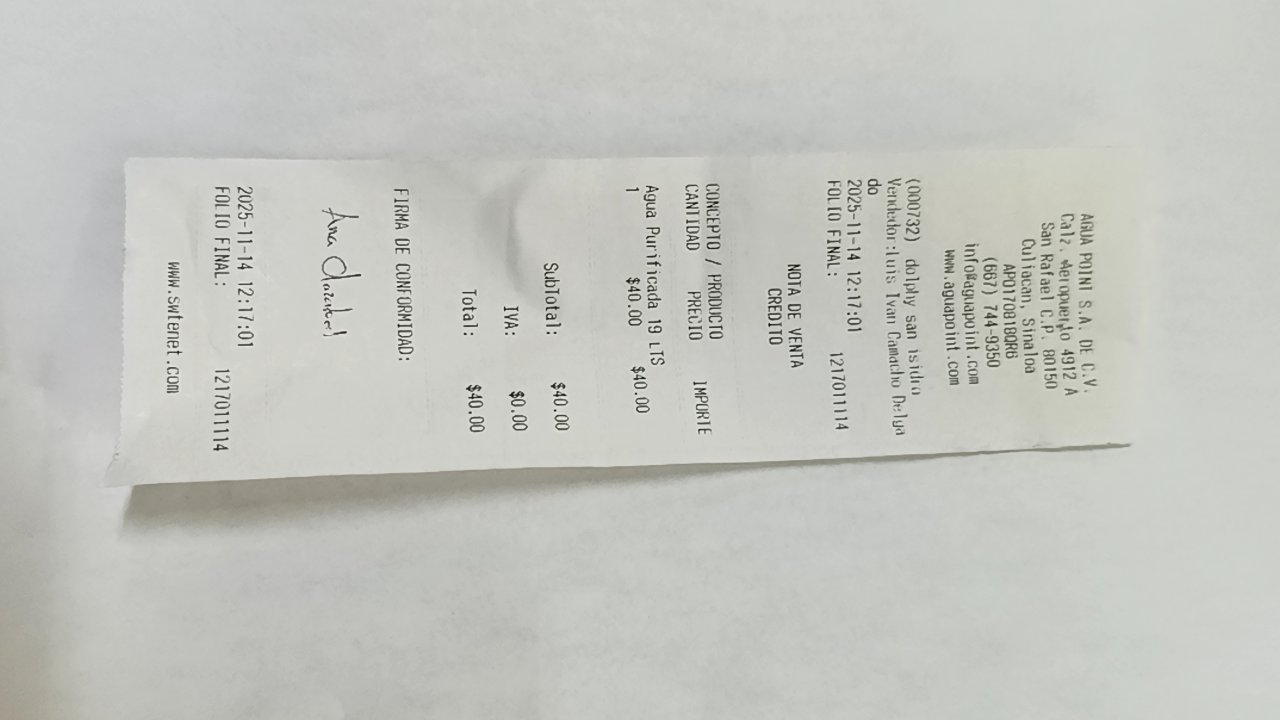 AGUA POINT S.A. DE C.V.
Calz. Aeropuerto 4912 A
San Rafael C.P. 80150
Culiacan, Sinaloa
APO170818QR6
(667) 744-9350
info@aguapoint.com
www.aguapoint.com
(000732) dolphy san isidro
Vendedor:Luis Ivan Camacho Delga
do
2025-11-14 12:17:01
FOLIO FINAL: 1217011114
NOTA DE VENTA
CREDITO
CONCEPTO / PRODUCTO
CANTIDAD PRECIO IMPORTE
Agua Purificada 19 LTS
1 $40.00 $40.00
SubTotal: $40.00
IVA: $0.00
Total: $40.00
FIRMA DE CONFORMIDAD:
Ana
2025-11-14 12:17:01
FOLIO FINAL: 1217011114
www.swtenet.com